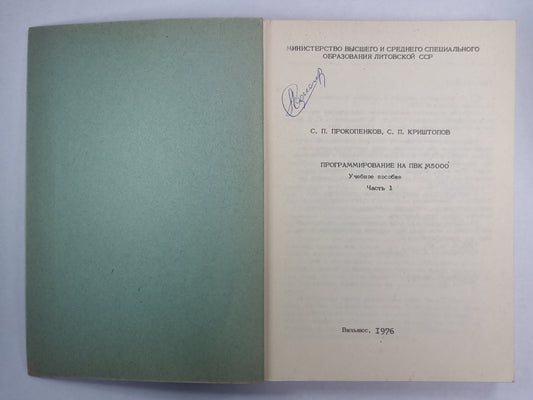 МИНИСТЕРСТВО ВЫСШЕГО И СРЕДНЕГО СПЕЦИАЛЬНОГО
ОБРАЗОВАНИЯ ЛИТОВСКОЙ ССР
С. П. ПРОКОПЕНКОВ, С. П. КРИШТОПОВ
ПРОГРАММИРОВАНИЕ НА ПВК „М5000"
Учебное пособие
Часть 1
Вильнюс, 1976